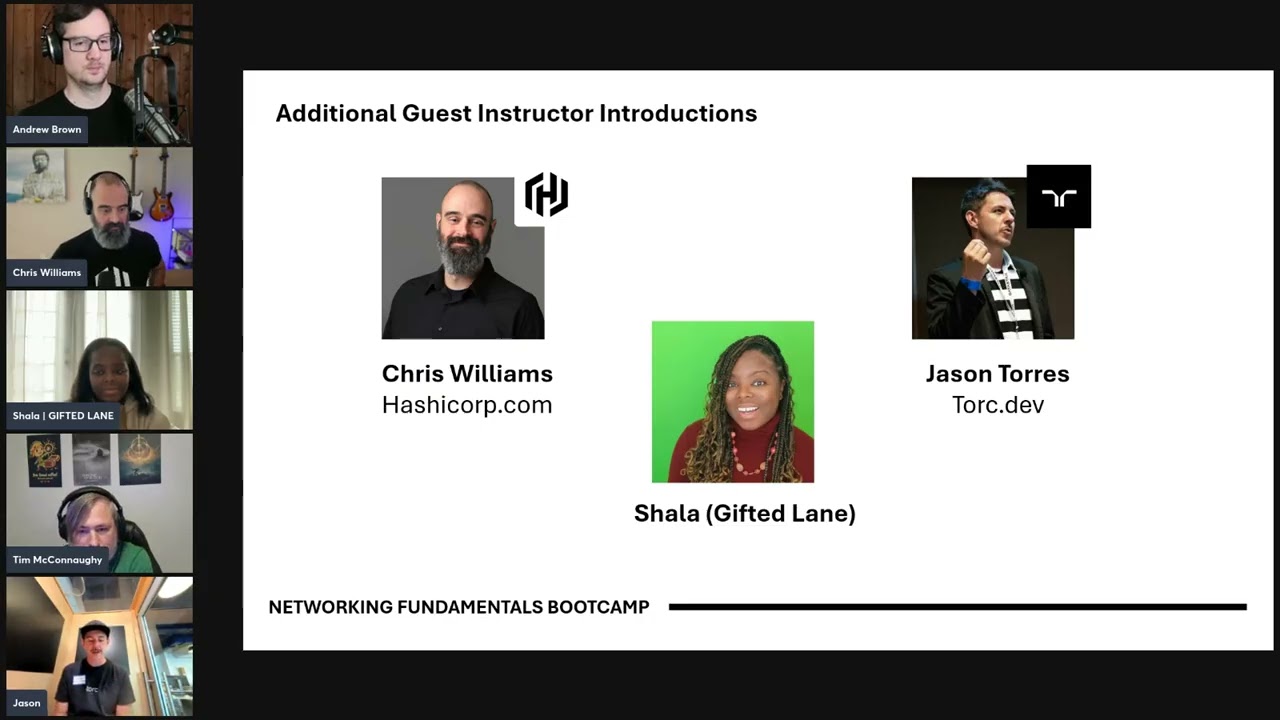 Andrew Brown
Chris Williams
Shala | GIFTED LANE
Tim McConnaughy
Jason
Additional Guest Instructor Introductions
Chris Williams
Hashicorp.com
Jason Torres
Torc.dev
Shala (Gifted Lane)
NETWORKING FUNDAMENTALS BOOTCAMP